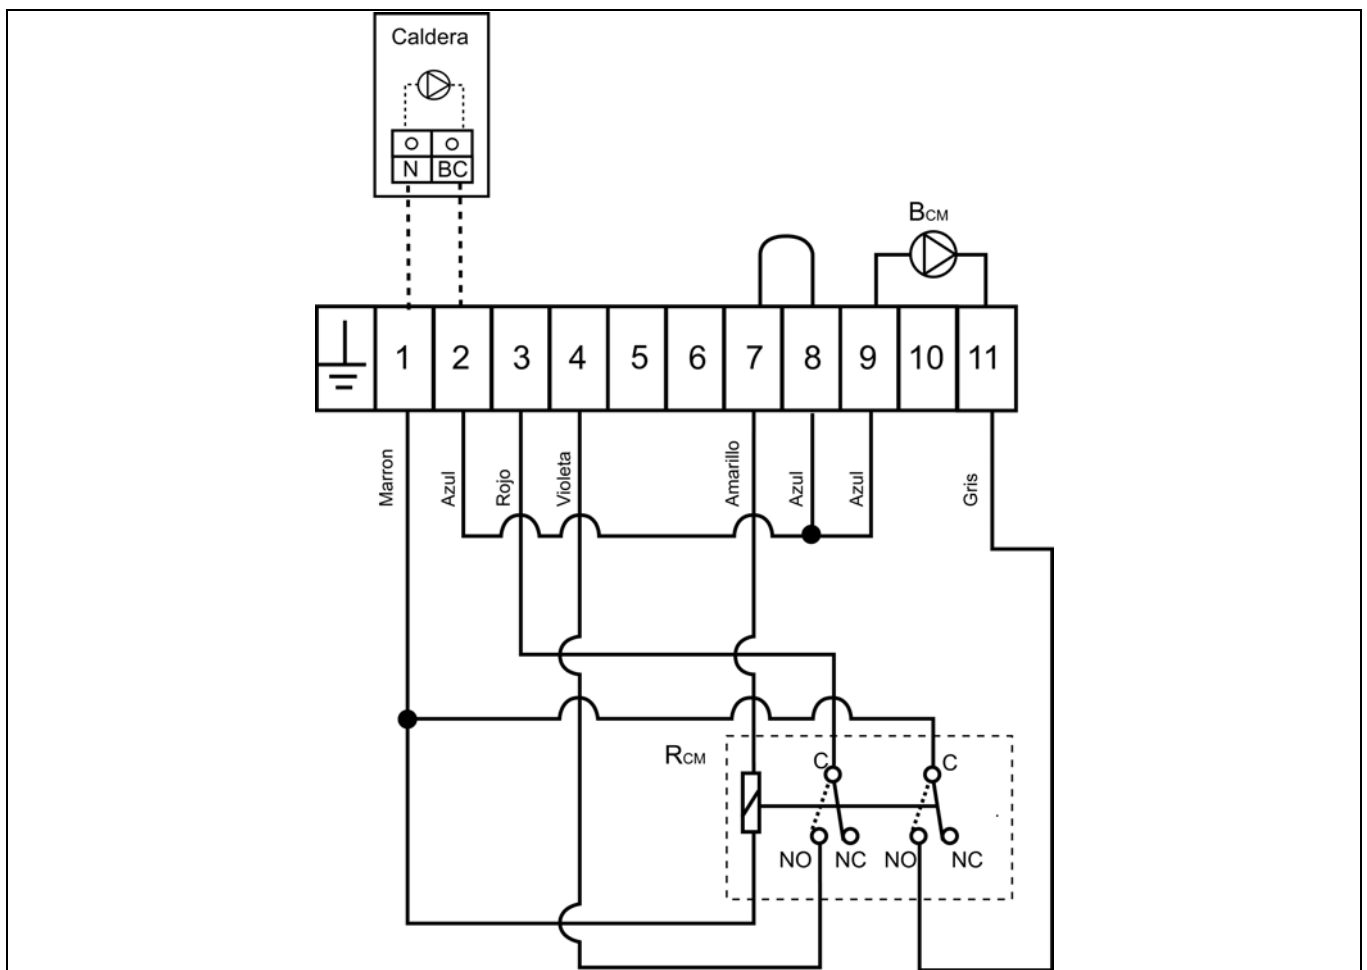 Caldera
N BC
BCM
1 2 3 4 5 6 7 8 9 10 11
Marron Azul Rojo Violeta Amarillo Azul Azul Gris
RCM
C C
NO NC NO NC